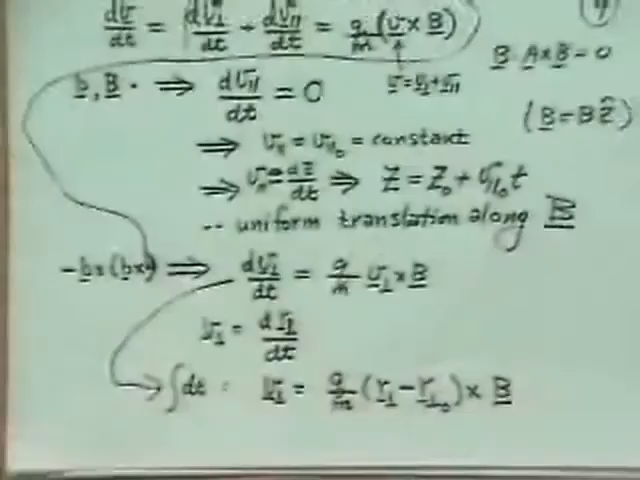 dv/dt = dv⊥/dt + dv∥/dt = q/m (v × B)
B · A×B = 0
b, B · ⟹ dv∥/dt = 0
v = v⊥ + v∥
(B = B ẑ)
⟹ v∥ = v∥₀ = constant
⟹ v∥ = dz/dt ⟹ z = z₀ + v∥₀ t
-- uniform translation along B
-b×(b× ⟹ dv⊥/dt = q/m v⊥ × B
v⊥ = dr⊥/dt
∫dt : v⊥ = q/m (r⊥ - r⊥₀) × B